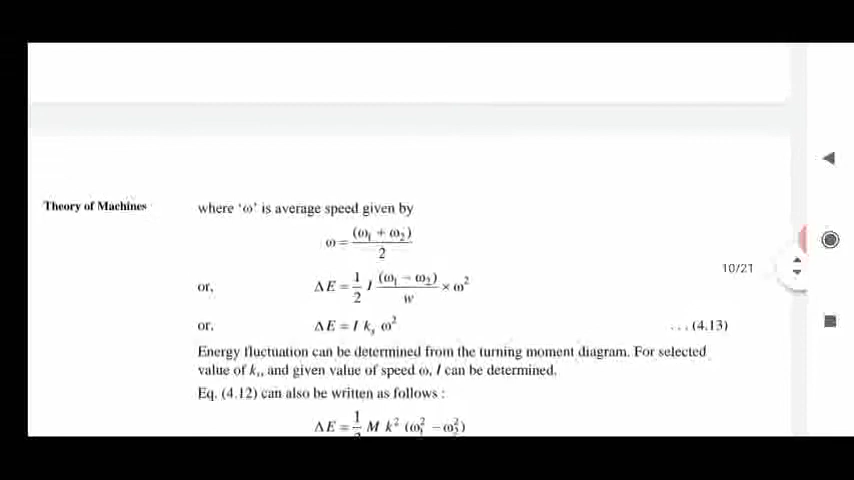 Theory of Machines
where 'ω' is average speed given by
ω = (ω₁ + ω₂) / 2
or, ΔE = 1/2 I (ω₁ − ω₂) / w × ω²
10/21
or, ΔE = I kₛ ω² . . . (4.13)
Energy fluctuation can be determined from the turning moment diagram. For selected
value of kₛ, and given value of speed ω, I can be determined.
Eq. (4.12) can also be written as follows :
ΔE = 1/2 M k² (ω₁² − ω₂²)